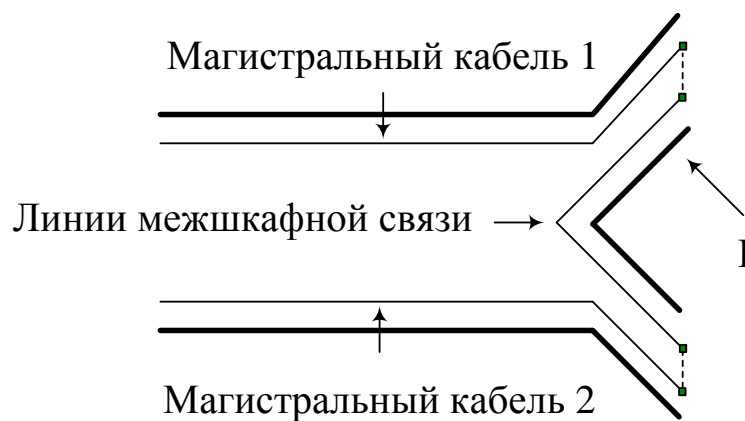 Магистральный кабель 1
Линии межшкафной связи
Магистральный кабель 2